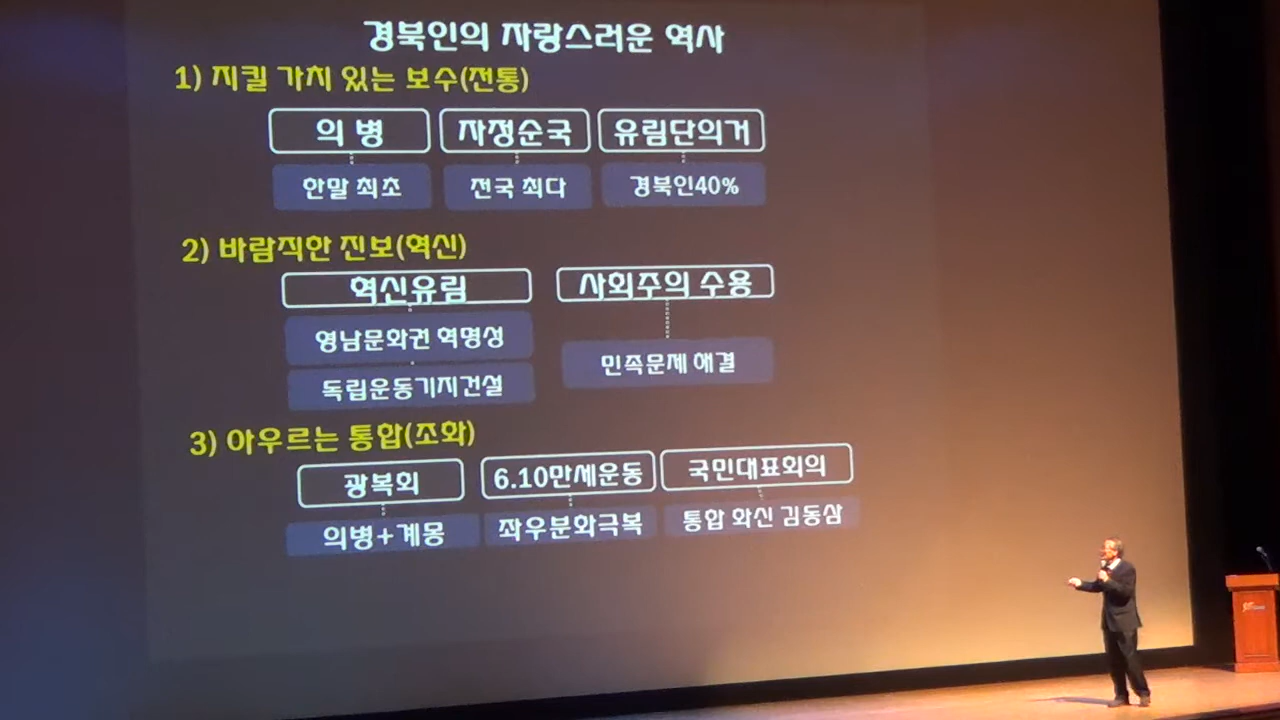 경북인의 자랑스러운 역사
1) 지킬 가치 있는 보수(전통)
의 병 자정순국 유림단의거
한말 최초 전국 최다 경북인40%
2) 바람직한 진보(혁신)
혁신유림 사회주의 수용
영남문화권 혁명성
민족문제 해결
독립운동기지건설
3) 아우르는 통합(조화)
광복회 6.10만세운동 국민대표회의
의병+계몽 좌우분화극복 통합 화신 김동삼